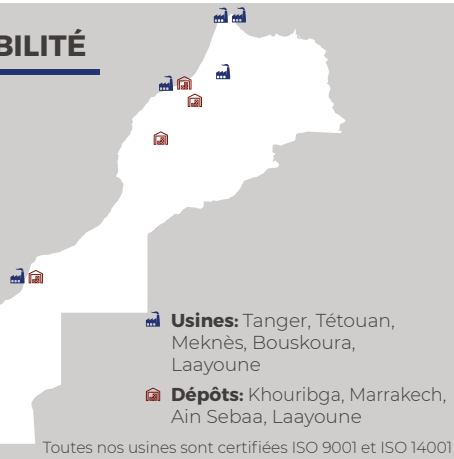 BILITÉ
Usines: Tanger, Tétouan,
Meknès, Bouskoura,
Laayoune
Dépôts: Khouribga, Marrakech,
Ain Sebaa, Laayoune
Toutes nos usines sont certifiées ISO 9001 et ISO 14001